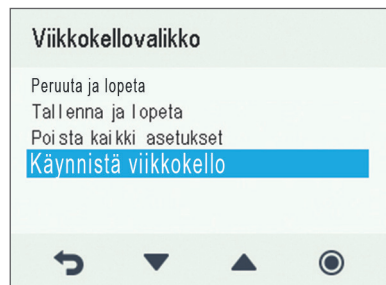 Viikkokellovalikko
Peruuta ja lopeta
Tallenna ja lopeta
Poista kaikki asetukset
Käynnistä viikkokello